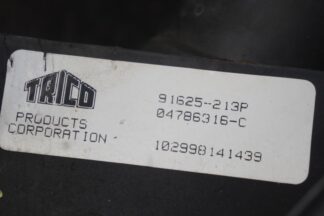 TRICO
PRODUCTS
CORPORATION
91625-213P
04786316-C
102998141439